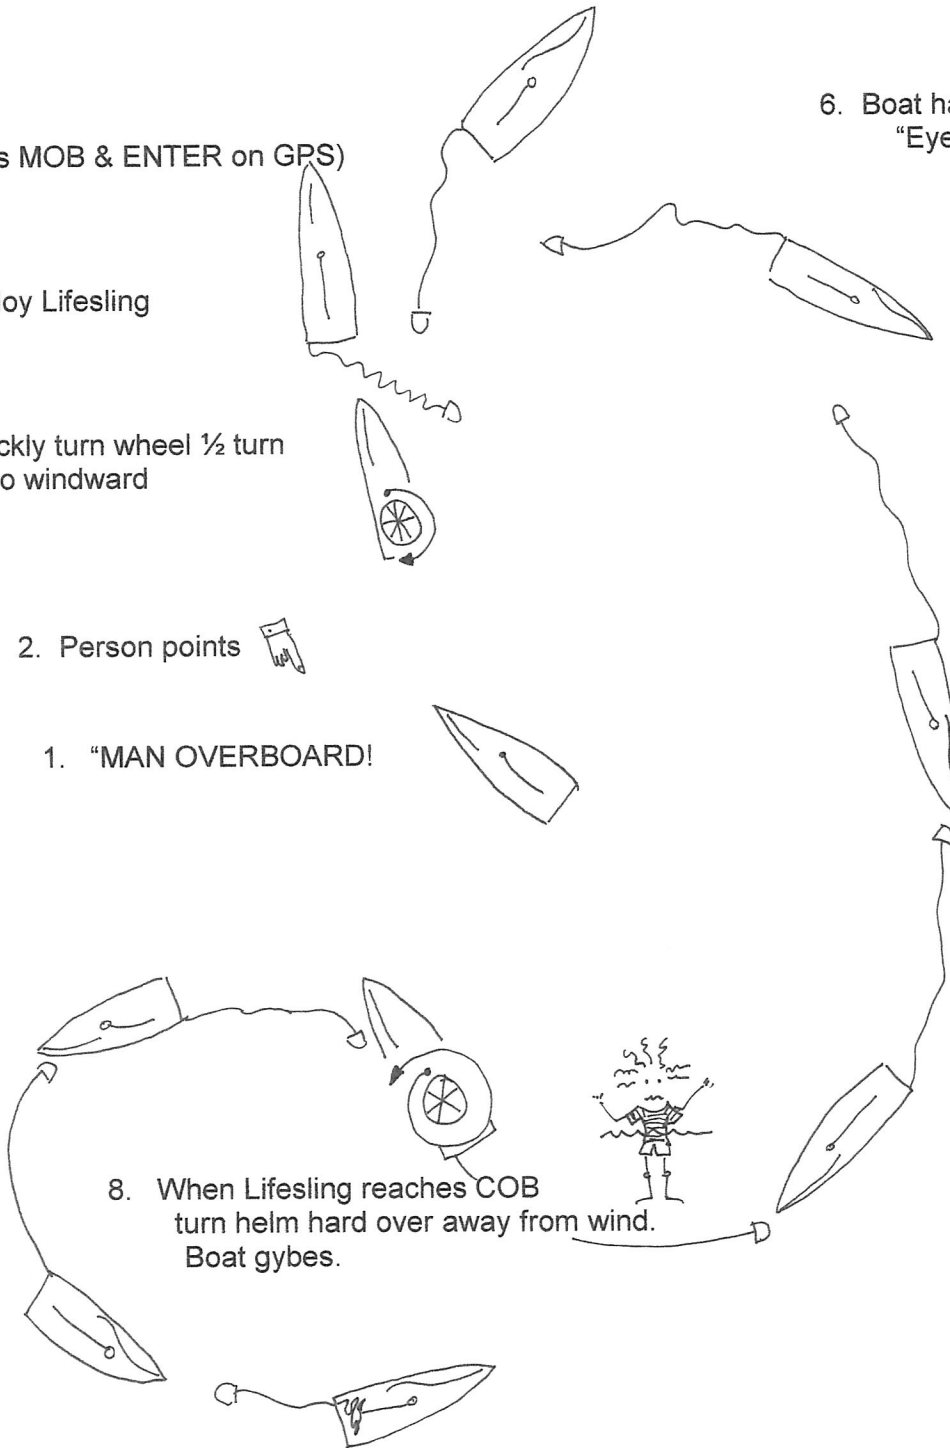 6. Boat ha
"Eye
s MOB & ENTER on GPS)
loy Lifesling
ckly turn wheel ½ turn
o windward
2. Person points
1. "MAN OVERBOARD!
8. When Lifesling reaches COB
turn helm hard over away from wind.
Boat gybes.